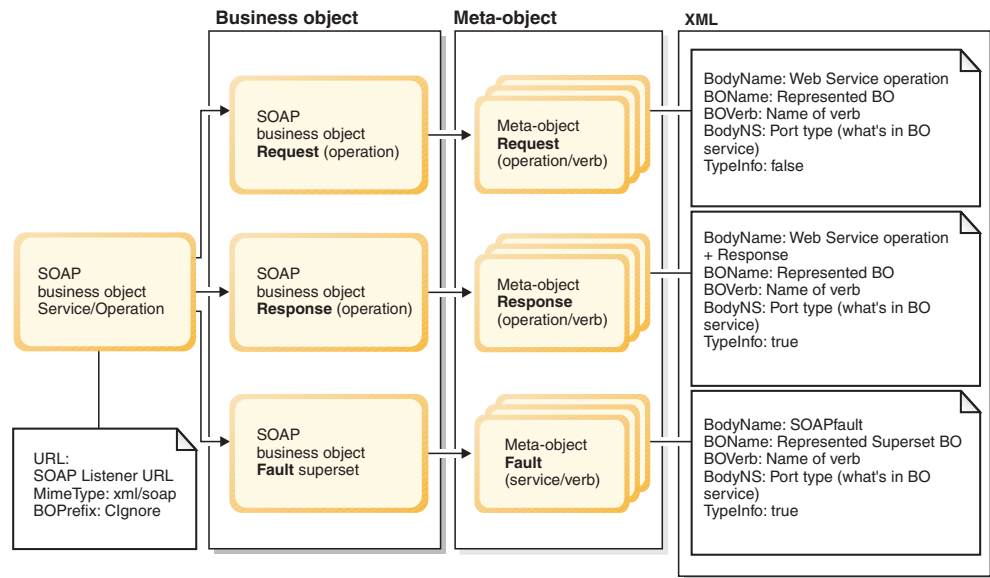 Business object
Meta-object
XML
SOAP
business object
Request (operation)
Meta-object
Request
(operation/verb)
BodyName: Web Service operation
BOName: Represented BO
BOVerb: Name of verb
BodyNS: Port type (what's in BO
service)
TypeInfo: false
SOAP
business object
Service/Operation
SOAP
business object
Response (operation)
Meta-object
Response
(operation/verb)
BodyName: Web Service operation
+ Response
BOName: Represented BO
BOVerb: Name of verb
BodyNS: Port type (what's in BO
service)
TypeInfo: true
URL:
SOAP Listener URL
MimeType: xml/soap
BOPrefix: CIgnore
SOAP
business object
Fault superset
Meta-object
Fault
(service/verb)
BodyName: SOAPfault
BOName: Represented Superset BO
BOVerb: Name of verb
BodyNS: Port type (what's in BO
service)
TypeInfo: true